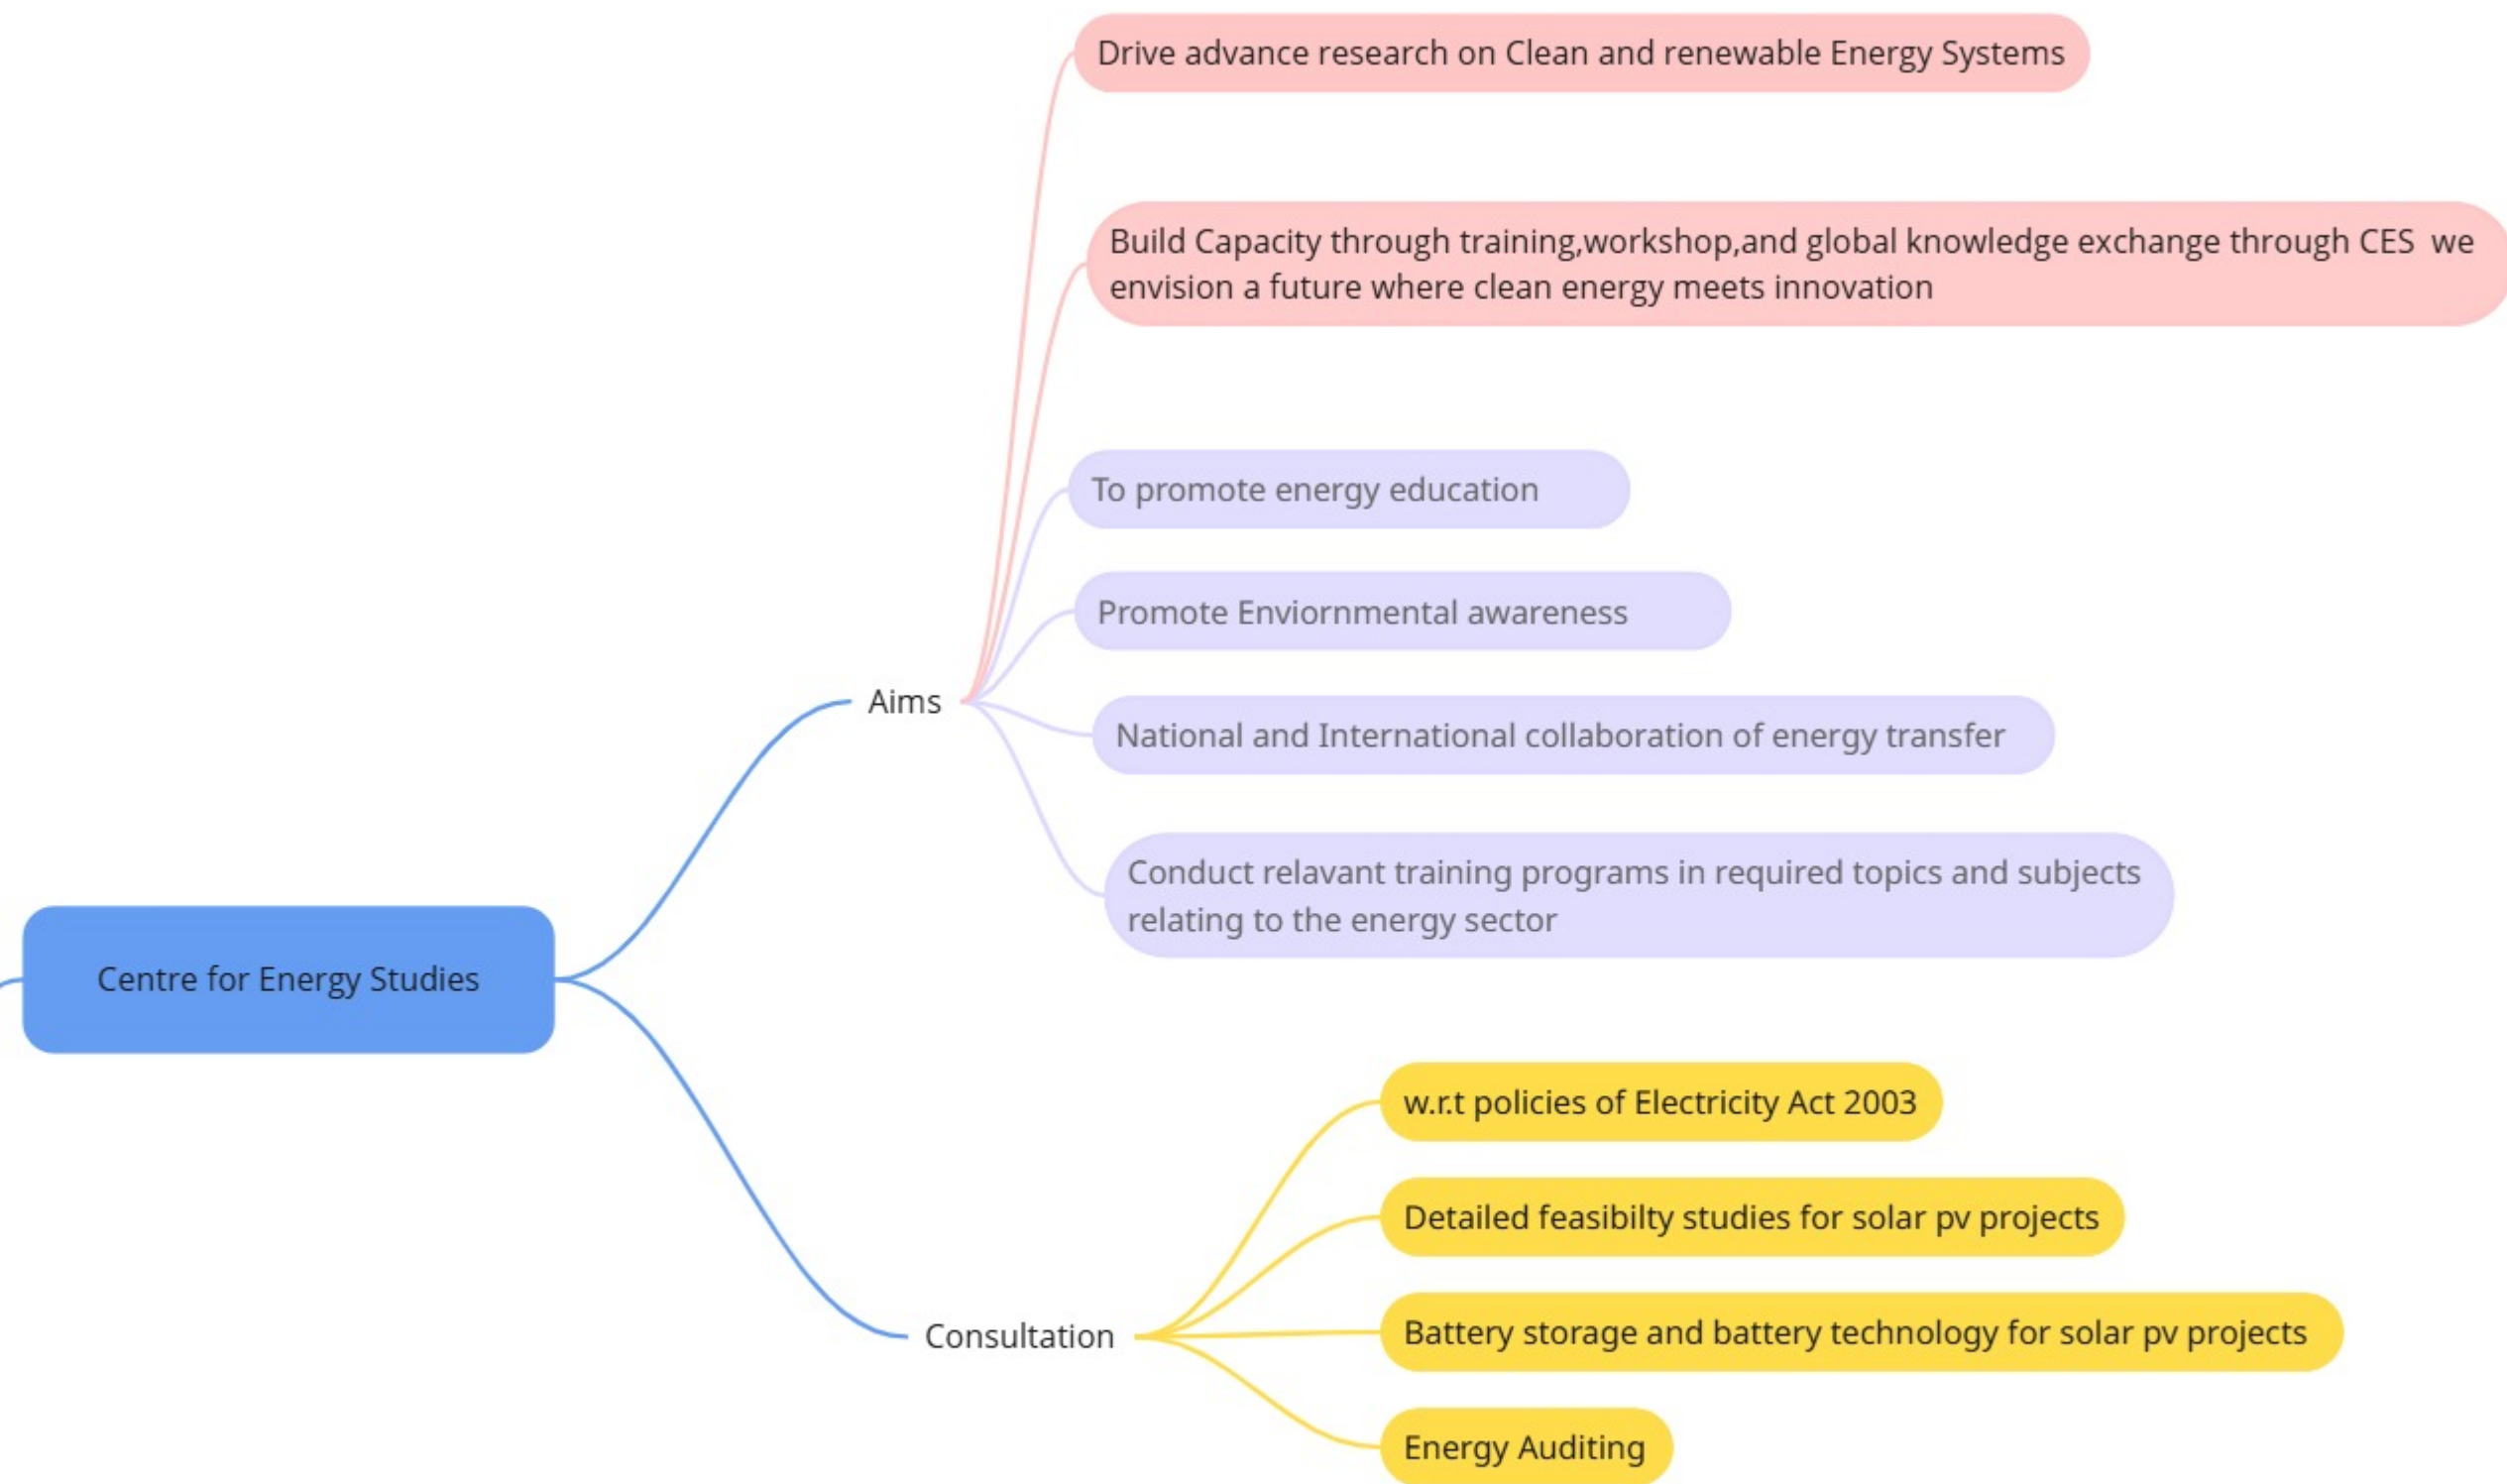 Drive advance research on Clean and renewable Energy Systems
Build Capacity through training,workshop,and global knowledge exchange through CES  we
envision a future where clean energy meets innovation
To promote energy education
Promote Enviornmental awareness
Aims
National and International collaboration of energy transfer
Conduct relavant training programs in required topics and subjects
relating to the energy sector
Centre for Energy Studies
w.r.t policies of Electricity Act 2003
Detailed feasibilty studies for solar pv projects
Battery storage and battery technology for solar pv projects
Consultation
Energy Auditing